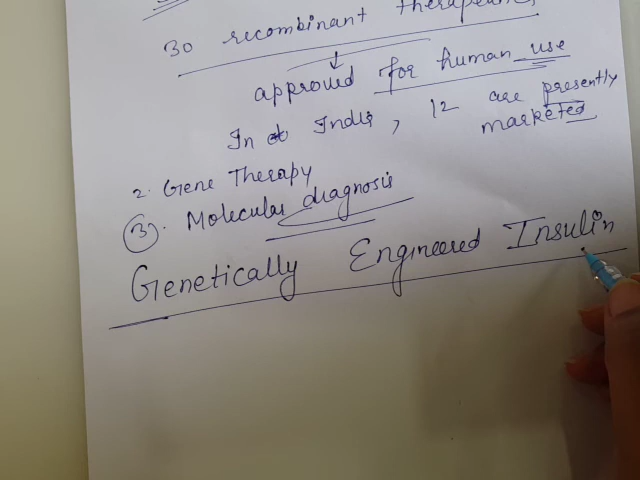 30 recombinant therapeutics
approved for human use
In India, 12 are presently
marketed
2. Gene Therapy
3. Molecular diagnosis
Genetically Engineered Insulin